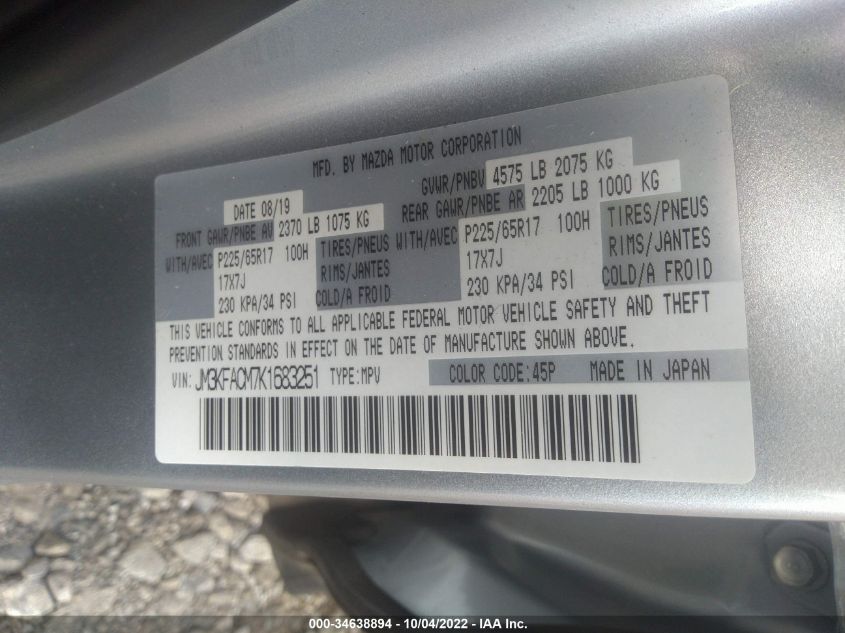 MFD. BY MAZDA MOTOR CORPORATION
DATE 08/19 GVWR/PNBV 4575 LB 2075 KG
FRONT GAWR/PNBE AV 2370 LB 1075 KG REAR GAWR/PNBE AR 2205 LB 1000 KG
WITH/AVEC P225/65R17 100H TIRES/PNEUS WITH/AVEC P225/65R17 100H TIRES/PNEUS
17X7J RIMS/JANTES 17X7J RIMS/JANTES
230 KPA/34 PSI COLD/A FROID 230 KPA/34 PSI COLD/A FROID
THIS VEHICLE CONFORMS TO ALL APPLICABLE FEDERAL MOTOR VEHICLE SAFETY AND THEFT
PREVENTION STANDARDS IN EFFECT ON THE DATE OF MANUFACTURE SHOWN ABOVE.
VIN: JM3KFACM7K1683251 TYPE:MPV COLOR CODE:45P MADE IN JAPAN
000-34638894 - 10/04/2022 - IAA Inc.